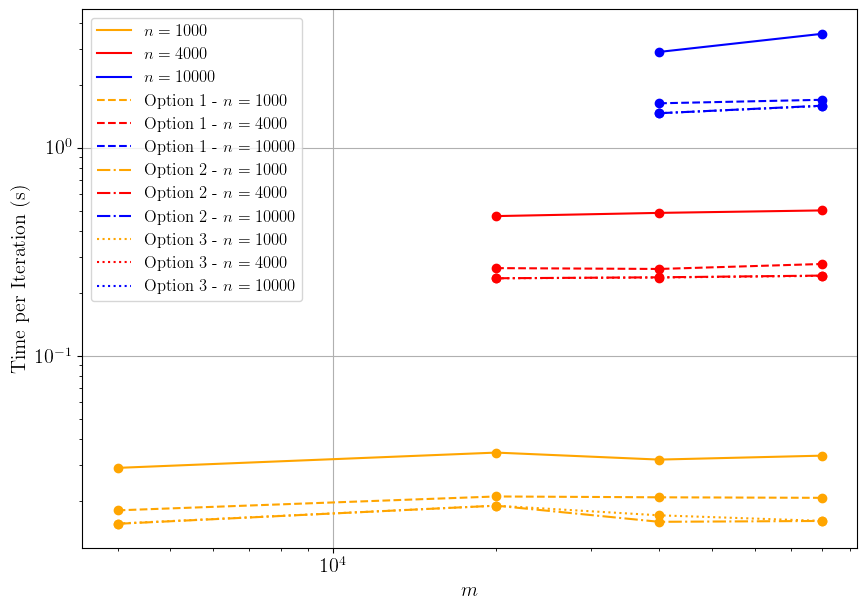 n = 1000
n = 4000
n = 10000
Option 1 - n = 1000
Option 1 - n = 4000
Option 1 - n = 10000
Option 2 - n = 1000
Option 2 - n = 4000
Option 2 - n = 10000
Option 3 - n = 1000
Option 3 - n = 4000
Option 3 - n = 10000
Time per Iteration (s)
10⁰
10⁻¹
10⁴
m